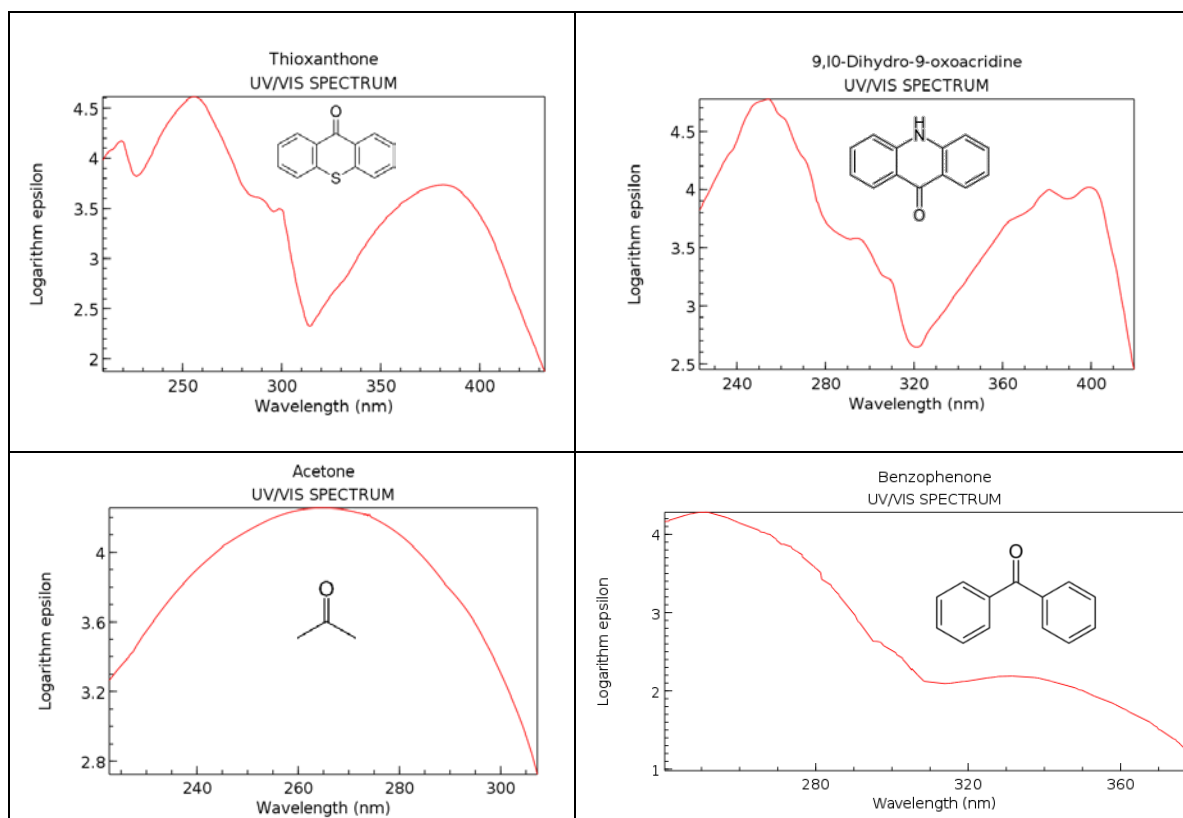 Thioxanthone
UV/VIS SPECTRUM
4.5
4
3.5
3
2.5
2
Logarithm epsilon
O
S
250
300
350
400
Wavelength (nm)
9,l0-Dihydro-9-oxoacridine
UV/VIS SPECTRUM
4.5
4
3.5
3
2.5
Logarithm epsilon
H
N
O
240
280
320
360
400
Wavelength (nm)
Acetone
UV/VIS SPECTRUM
4
3.6
3.2
2.8
Logarithm epsilon
O
240
260
280
300
Wavelength (nm)
Benzophenone
UV/VIS SPECTRUM
4
3
2
1
Logarithm epsilon
O
280
320
360
Wavelength (nm)